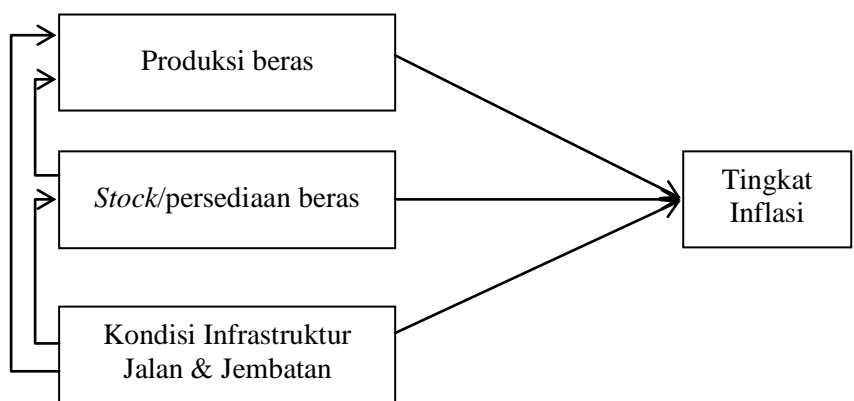 Produksi beras
Stock/persediaan beras
Tingkat
Inflasi
Kondisi Infrastruktur
Jalan & Jembatan